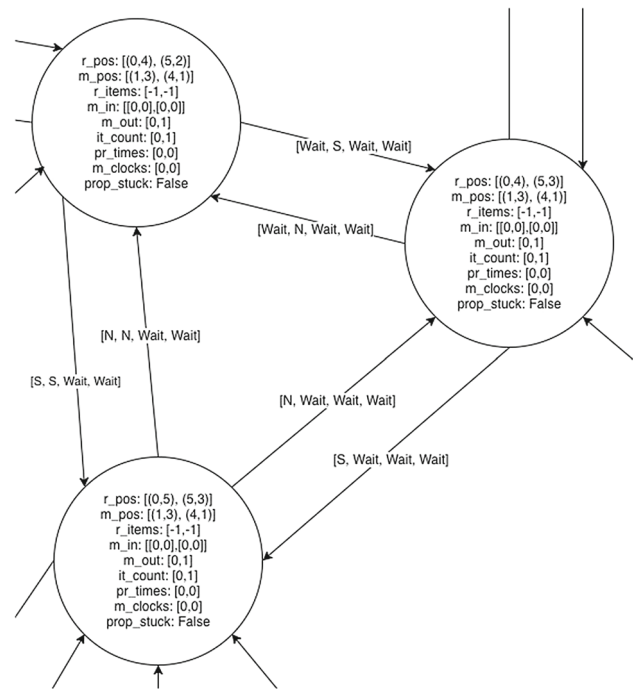 r_pos: [(0,4), (5,2)]
m_pos: [(1,3), (4,1)]
r_items: [-1,-1]
m_in: [[0,0],[0,0]]
m_out: [0,1]
it_count: [0,1]
pr_times: [0,0]
m_clocks: [0,0]
prop_stuck: False
[Wait, S, Wait, Wait]
r_pos: [(0,4), (5,3)]
m_pos: [(1,3), (4,1)]
r_items: [-1,-1]
m_in: [[0,0],[0,0]]
m_out: [0,1]
it_count: [0,1]
pr_times: [0,0]
m_clocks: [0,0]
prop_stuck: False
[Wait, N, Wait, Wait]
[N, N, Wait, Wait]
[S, S, Wait, Wait]
[N, Wait, Wait, Wait]
[S, Wait, Wait, Wait]
r_pos: [(0,5), (5,3)]
m_pos: [(1,3), (4,1)]
r_items: [-1,-1]
m_in: [[0,0],[0,0]]
m_out: [0,1]
it_count: [0,1]
pr_times: [0,0]
m_clocks: [0,0]
prop_stuck: False